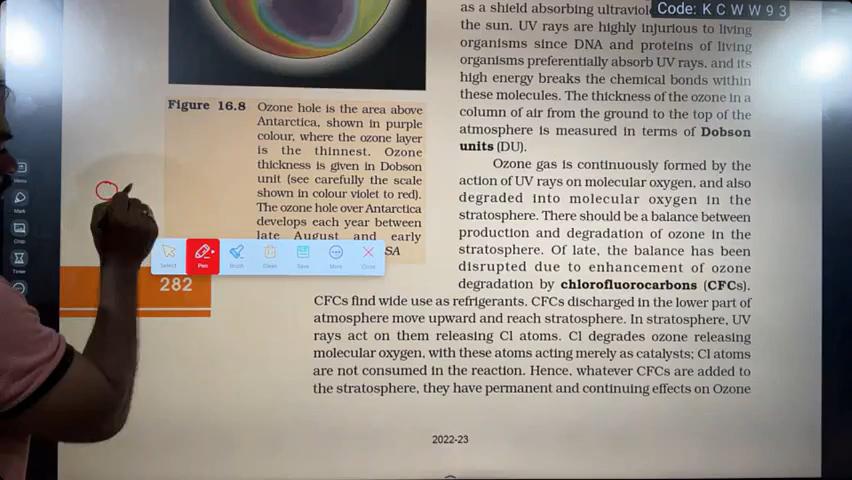 Code: K C W W 9 3
as a shield absorbing
the sun. UV rays are highly injurious to living
organisms since DNA and proteins of living
organisms preferentially absorb UV rays, and its
high energy breaks the chemical bonds within
these molecules. The thickness of the ozone in a
column of air from the ground to the top of the
atmosphere is measured in terms of Dobson
units (DU).
Ozone gas is continuously formed by the
action of UV rays on molecular oxygen, and also
degraded into molecular oxygen in the
stratosphere. There should be a balance between
production and degradation of ozone in the
stratosphere. Of late, the balance has been
disrupted due to enhancement of ozone
degradation by chlorofluorocarbons (CFCs).
CFCs find wide use as refrigerants. CFCs discharged in the lower part of
atmosphere move upward and reach stratosphere. In stratosphere, UV
rays act on them releasing Cl atoms. Cl degrades ozone releasing
molecular oxygen, with these atoms acting merely as catalysts; Cl atoms
are not consumed in the reaction. Hence, whatever CFCs are added to
the stratosphere, they have permanent and continuing effects on Ozone
Figure 16.8 Ozone hole is the area above
Antarctica, shown in purple
colour, where the ozone layer
is the thinnest. Ozone
thickness is given in Dobson
unit (see carefully the scale
shown in colour violet to red).
The ozone hole over Antarctica
develops each year between
late August and early
SA
Select Pen Brush Clean Save More Close
282
Menu
Mark
Crop
Timer
2022-23